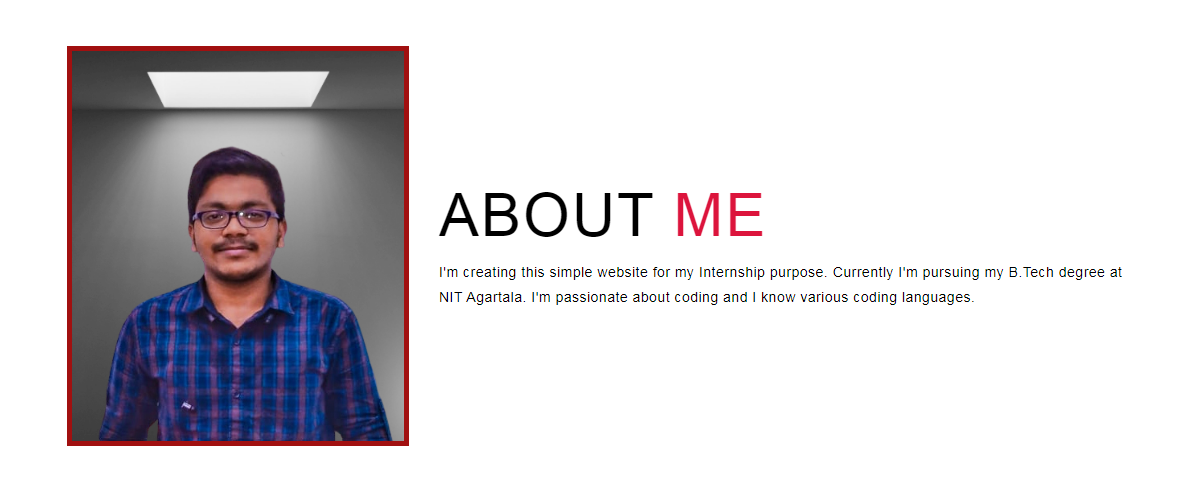 ABOUT ME
I'm creating this simple website for my Internship purpose. Currently I'm pursuing my B.Tech degree at
NIT Agartala. I'm passionate about coding and I know various coding languages.